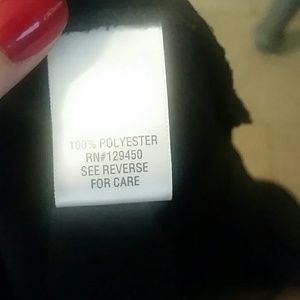 100% POLYESTER
RN#129450
SEE REVERSE
FOR CARE